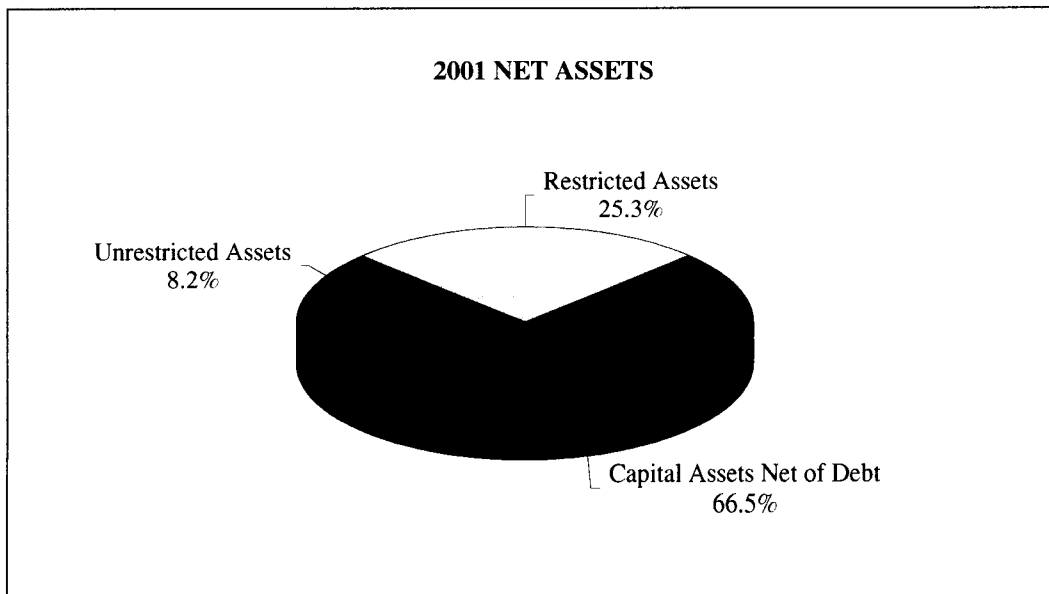 2001 NET ASSETS
Restricted Assets
25.3%
Unrestricted Assets
8.2%
Capital Assets Net of Debt
66.5%